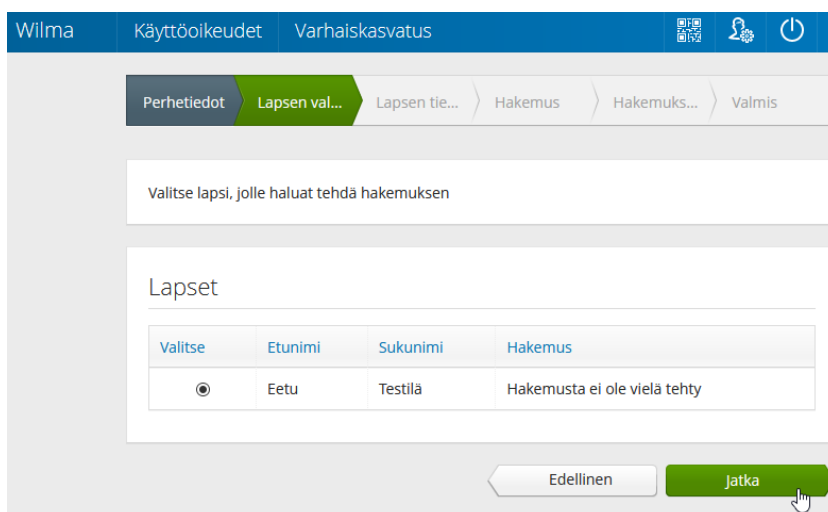 Wilma Käyttöoikeudet Varhaiskasvatus
Perhetiedot Lapsen val... Lapsen tie... Hakemus Hakemuks... Valmis
Valitse lapsi, jolle haluat tehdä hakemuksen
Lapset
Valitse Etunimi Sukunimi Hakemus
Eetu Testilä Hakemusta ei ole vielä tehty
Edellinen Jatka